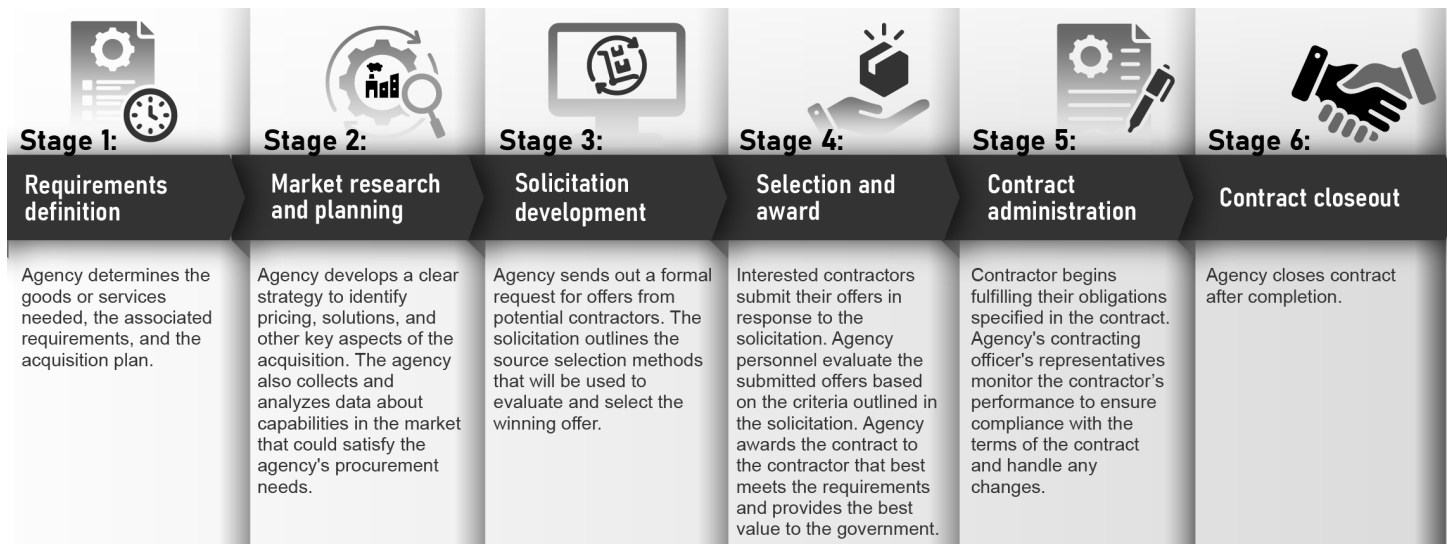 Stage 1:
Requirements
definition
Agency determines the
goods or services
needed, the associated
requirements, and the
acquisition plan.
Stage 2:
Market research
and planning
Agency develops a clear
strategy to identify
pricing, solutions, and
other key aspects of the
acquisition. The agency
also collects and
analyzes data about
capabilities in the market
that could satisfy the
agency's procurement
needs.
Stage 3:
Solicitation
development
Agency sends out a formal
request for offers from
potential contractors. The
solicitation outlines the
source selection methods
that will be used to
evaluate and select the
winning offer.
Stage 4:
Selection and
award
Interested contractors
submit their offers in
response to the
solicitation. Agency
personnel evaluate the
submitted offers based
on the criteria outlined in
the solicitation. Agency
awards the contract to
the contractor that best
meets the requirements
and provides the best
value to the government.
Stage 5:
Contract
administration
Contractor begins
fulfilling their obligations
specified in the contract.
Agency's contracting
officer's representatives
monitor the contractor’s
performance to ensure
compliance with the
terms of the contract
and handle any
changes.
Stage 6:
Contract closeout
Agency closes contract
after completion.